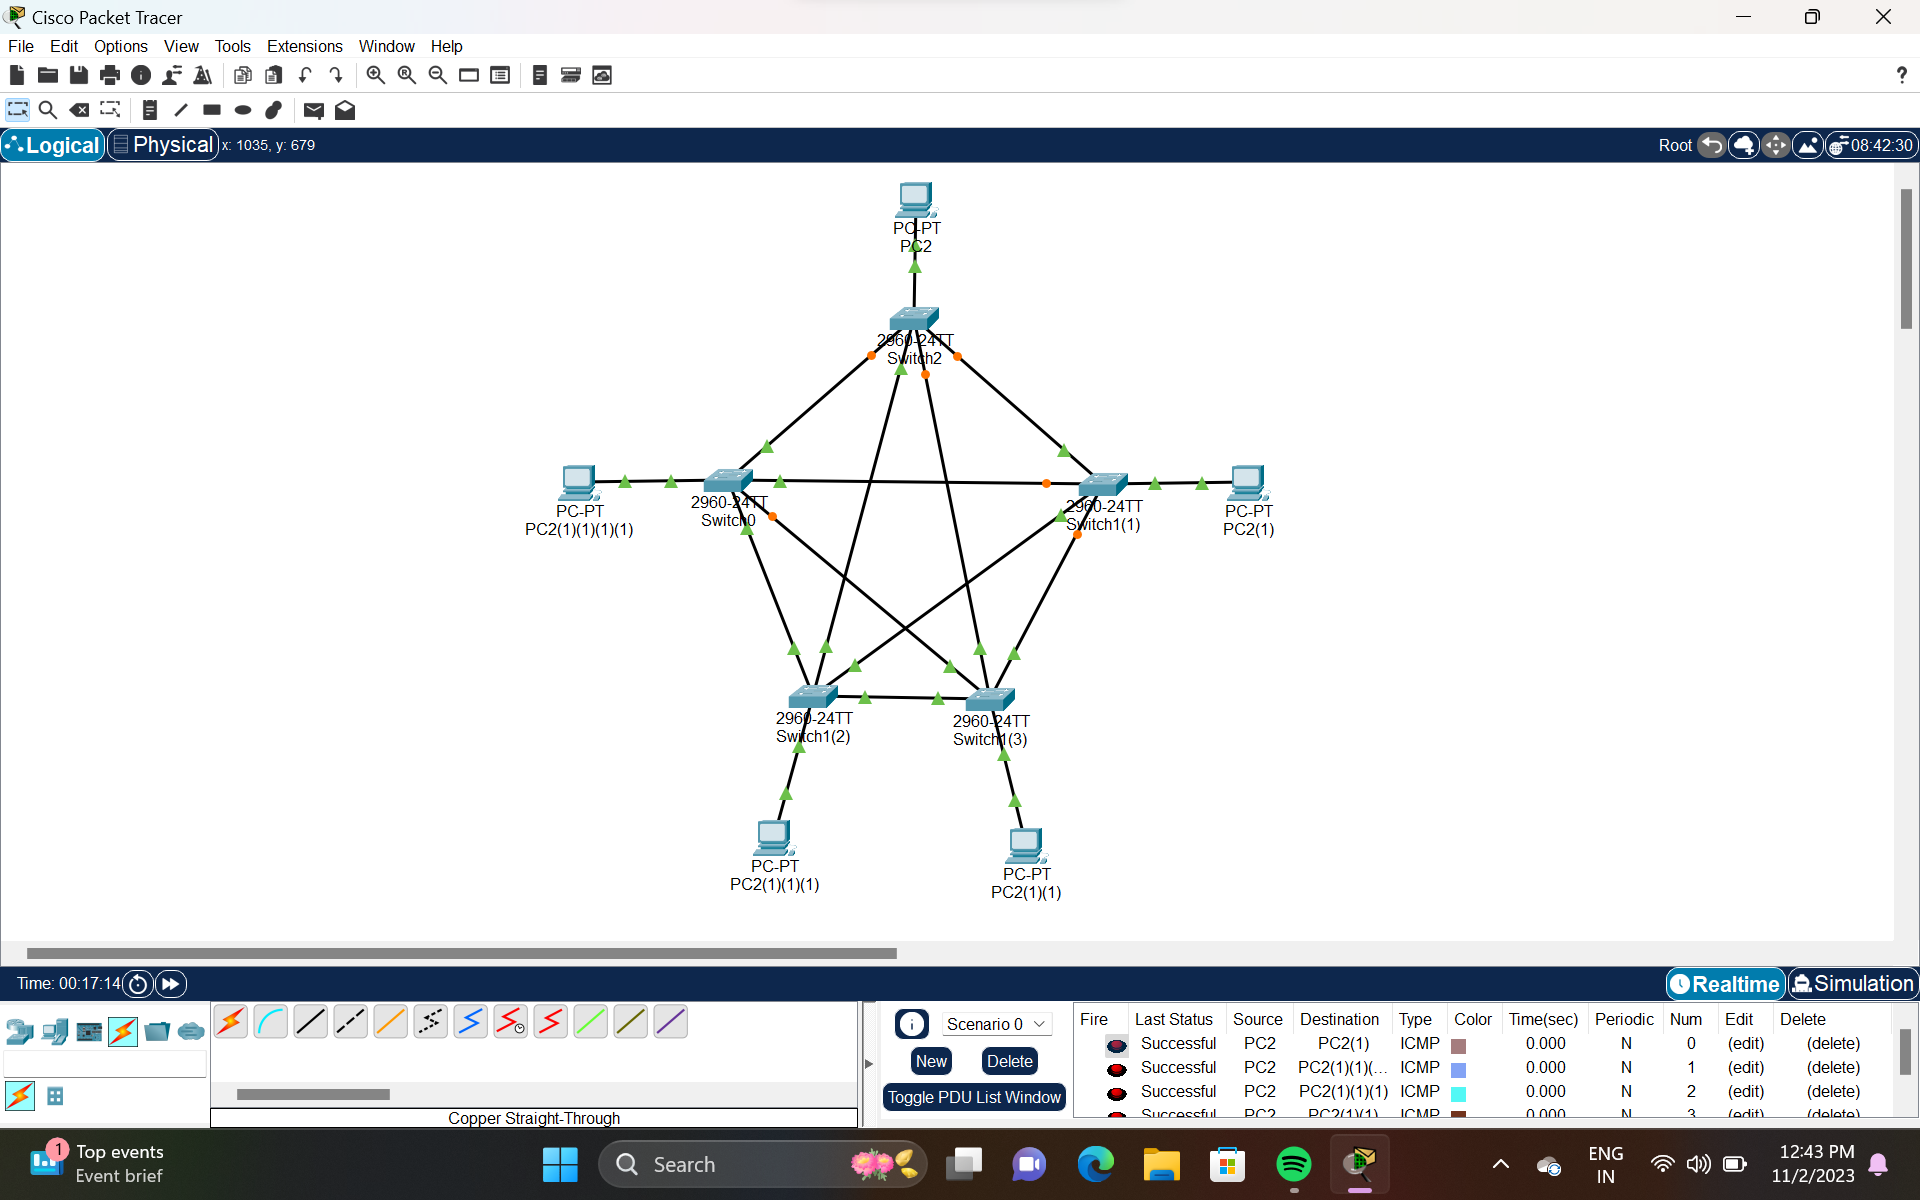 Cisco Packet Tracer
File Edit Options View Tools Extensions Window Help
?
Logical Physical x: 1035, y: 679 Root 08:42:30
PC-PT
PC2
2960-24TT
Switch2
PC-PT
PC2(1)(1)(1)(1)
2960-24TT
Switch0
2960-24TT
Switch1(1)
PC-PT
PC2(1)
2960-24TT
Switch1(2)
2960-24TT
Switch1(3)
PC-PT
PC2(1)(1)(1)
PC-PT
PC2(1)(1)
Time: 00:17:14 Realtime Simulation
Scenario 0
New Delete
Toggle PDU List Window
Copper Straight-Through
Fire Last Status Source Destination Type Color Time(sec) Periodic Num Edit Delete
Successful PC2 PC2(1) ICMP 0.000 N 0 (edit) (delete)
Successful PC2 PC2(1)(1)(... ICMP 0.000 N 1 (edit) (delete)
Successful PC2 PC2(1)(1)(1) ICMP 0.000 N 2 (edit) (delete)
Successful PC2 PC2(1)(1) ICMP 0.000 N 3 (edit) (delete)
1 Top events
Event brief
Search
ENG
IN
12:43 PM
11/2/2023